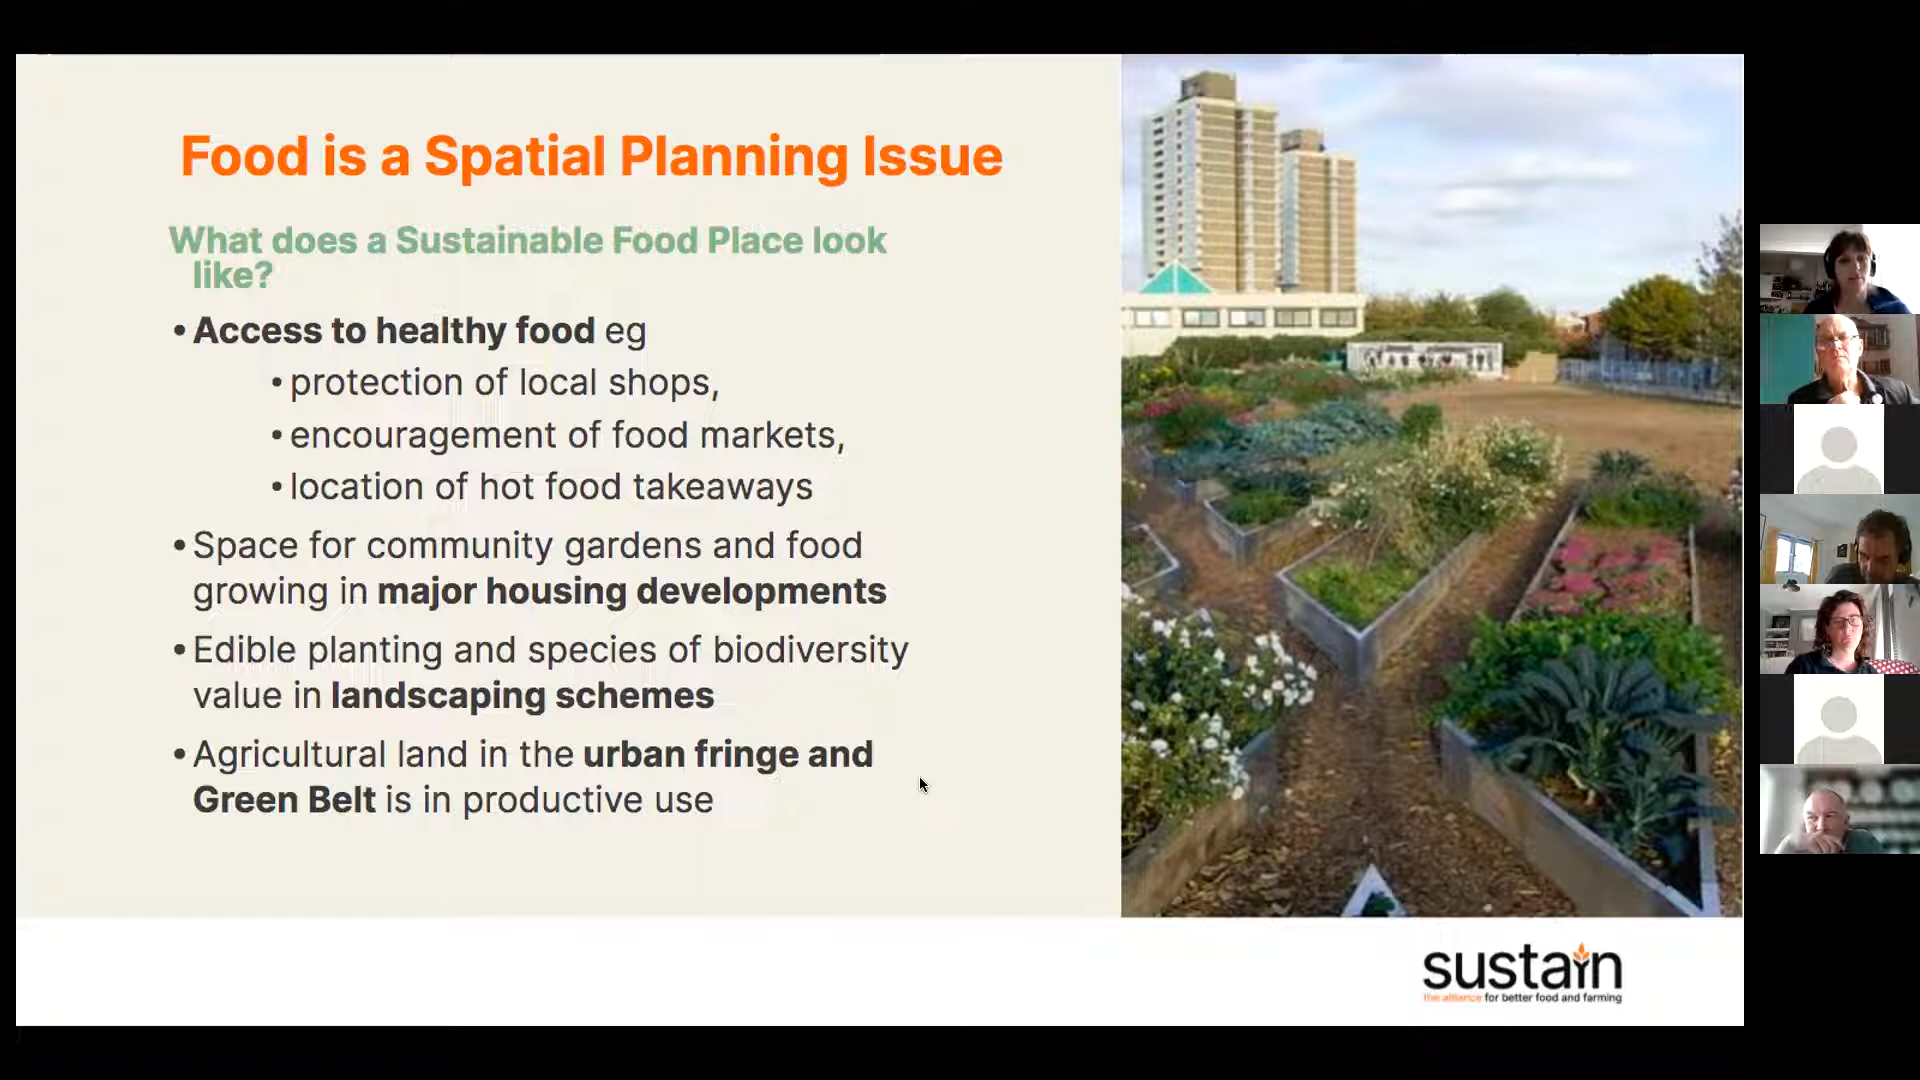 Food is a Spatial Planning Issue
What does a Sustainable Food Place look
like?
• Access to healthy food eg
• protection of local shops,
• encouragement of food markets,
• location of hot food takeaways
• Space for community gardens and food
growing in major housing developments
• Edible planting and species of biodiversity
value in landscaping schemes
• Agricultural land in the urban fringe and
Green Belt is in productive use
sustain
the alliance for better food and farming